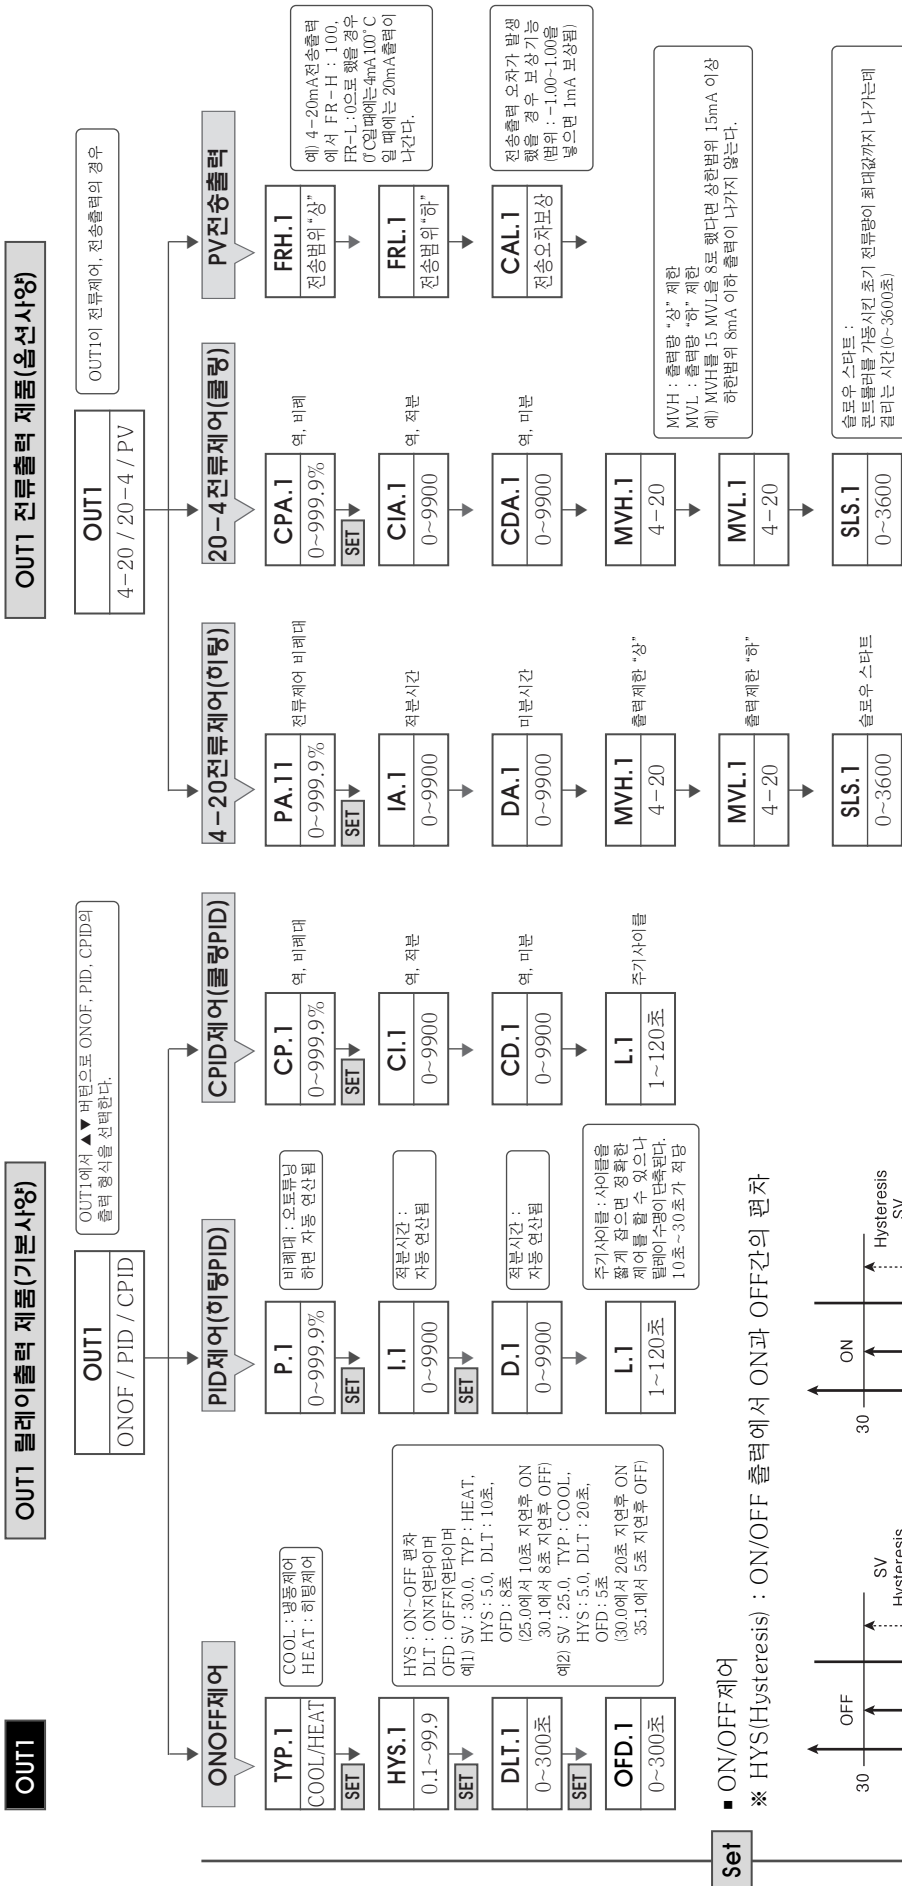 OUT1
OUT1 릴레이출력 제품(기본사양)
OUT1
ONOF / PID / CPID
OUT1에서 ▲▼ 버턴으로 ONOF, PID, CPID의
출력 형식을 선택한다.
ONOFF제어
TYP.1
COOL/HEAT
COOL : 냉동제어
HEAT : 히팅제어
SET
HYS.1
0.1~99.9
SET
DLT.1
0~300초
SET
OFD.1
0~300초
HYS : ON~OFF 편차
DLT : ON지연타이머
OFD : OFF지연타이머
예1) SV : 30.0, TYP : HEAT,
HYS : 5.0, DLT : 10초,
OFD : 8초
(25.0에서 10초 지연후 ON
30.1에서 8초 지연후 OFF)
예2) SV : 25.0, TYP : COOL,
HYS : 5.0, DLT : 20초,
OFD : 5초
(30.0에서 20초 지연후 ON
35.1에서 5초 지연후 OFF)
PID제어(히팅PID)
P.1
0~999.9%
비례대 : 오토튜닝
하면 자동 연산됨
SET
I.1
0~9900
적분시간 :
자동 연산됨
SET
D.1
0~9900
적분시간 :
자동 연산됨
L.1
1~120초
주기사이클 : 사이클을
짧게 잡으면 정확한
제어를 할 수 있으나
릴레이수명이단축된다.
10초~30초가 적당
CPID제어(쿨링PID)
CP.1
0~999.9%
역, 비례대
SET
CI.1
0~9900
역, 적분
CD.1
0~9900
역, 미분
L.1
1~120초
주기사이클
OUT1 전류출력 제품(옵션사양)
OUT1
4-20 / 20-4 / PV
OUT1이 전류제어, 전송출력의 경우
4-20전류제어(히팅)
PA.11
0~999.9%
전류제어 비례대
SET
IA.1
0~9900
적분시간
DA.1
0~9900
미분시간
MVH.1
4-20
출력제한 "상"
MVL.1
4-20
출력제한 "하"
SLS.1
0~3600
슬로우 스타트
20-4전류제어(쿨링)
CPA.1
0~999.9%
역, 비례
SET
CIA.1
0~9900
역, 적분
CDA.1
0~9900
역, 미분
MVH.1
4-20
MVL.1
4-20
MVH : 출력량 "상" 제한
MVL : 출력량 "하" 제한
예) MVH를 15 MVL을 8로 했다면 상한범위 15mA 이상
하한범위 8mA 이하 출력이 나가지 않는다.
SLS.1
0~3600
슬로우 스타트 :
콘트롤러를 가동시킨 초기 전류량이 최대값까지 나가는데
걸리는 시간(0~3600초)
PV전송출력
FRH.1
전송범위"상"
FRL.1
전송범위"하"
예) 4-20mA전송출력
에서 FR-H : 100,
FR-L : 0으로 했을 경우
0℃일때에는4mA100℃
일 때에는 20mA출력이
나간다.
CAL.1
전송오차보상
전송출력 오차가 발생
했을 경우 보상기능
(범위 : -1.00~1.00을
넣으면 1mA 보상됨)
Set
▪ ON/OFF제어
※ HYS(Hysteresis) : ON/OFF 출력에서 ON과 OFF간의 편차
30
OFF
SV
Hysteresis
30
ON
Hysteresis
SV